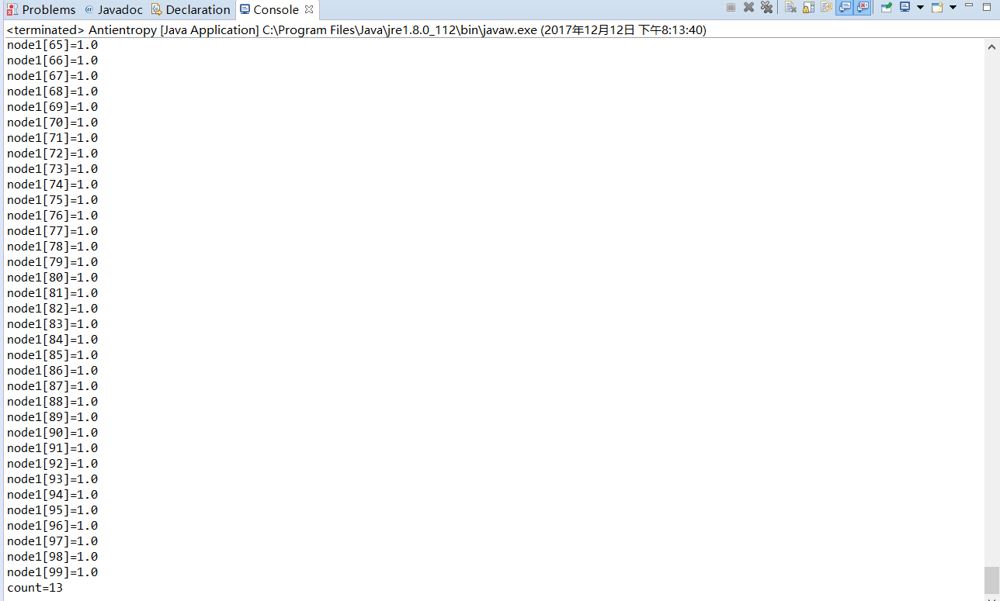 Problems @ Javadoc Declaration Console
<terminated> Antientropy [Java Application] C:\Program Files\Java\jre1.8.0_112\bin\javaw.exe (2017年12月12日 下午8:13:40)
node1[65]=1.0
node1[66]=1.0
node1[67]=1.0
node1[68]=1.0
node1[69]=1.0
node1[70]=1.0
node1[71]=1.0
node1[72]=1.0
node1[73]=1.0
node1[74]=1.0
node1[75]=1.0
node1[76]=1.0
node1[77]=1.0
node1[78]=1.0
node1[79]=1.0
node1[80]=1.0
node1[81]=1.0
node1[82]=1.0
node1[83]=1.0
node1[84]=1.0
node1[85]=1.0
node1[86]=1.0
node1[87]=1.0
node1[88]=1.0
node1[89]=1.0
node1[90]=1.0
node1[91]=1.0
node1[92]=1.0
node1[93]=1.0
node1[94]=1.0
node1[95]=1.0
node1[96]=1.0
node1[97]=1.0
node1[98]=1.0
node1[99]=1.0
count=13